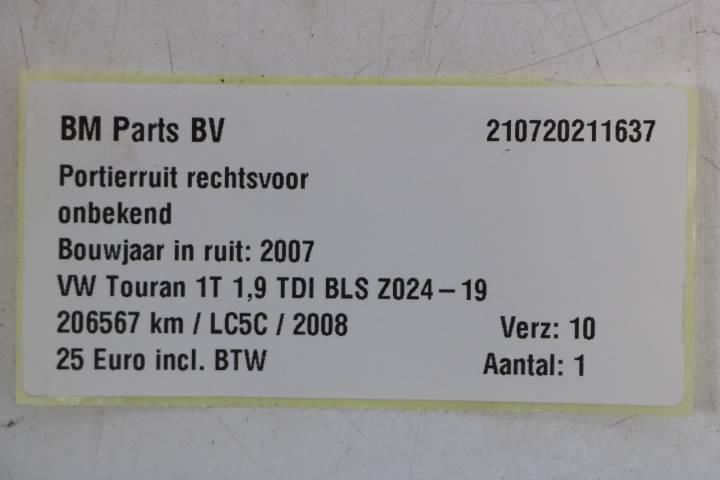 BM Parts BV 210720211637
Portierruit rechtsvoor
onbekend
Bouwjaar in ruit: 2007
VW Touran 1T 1,9 TDI BLS Z024-19
206567 km / LC5C / 2008 Verz: 10
25 Euro incl. BTW Aantal: 1